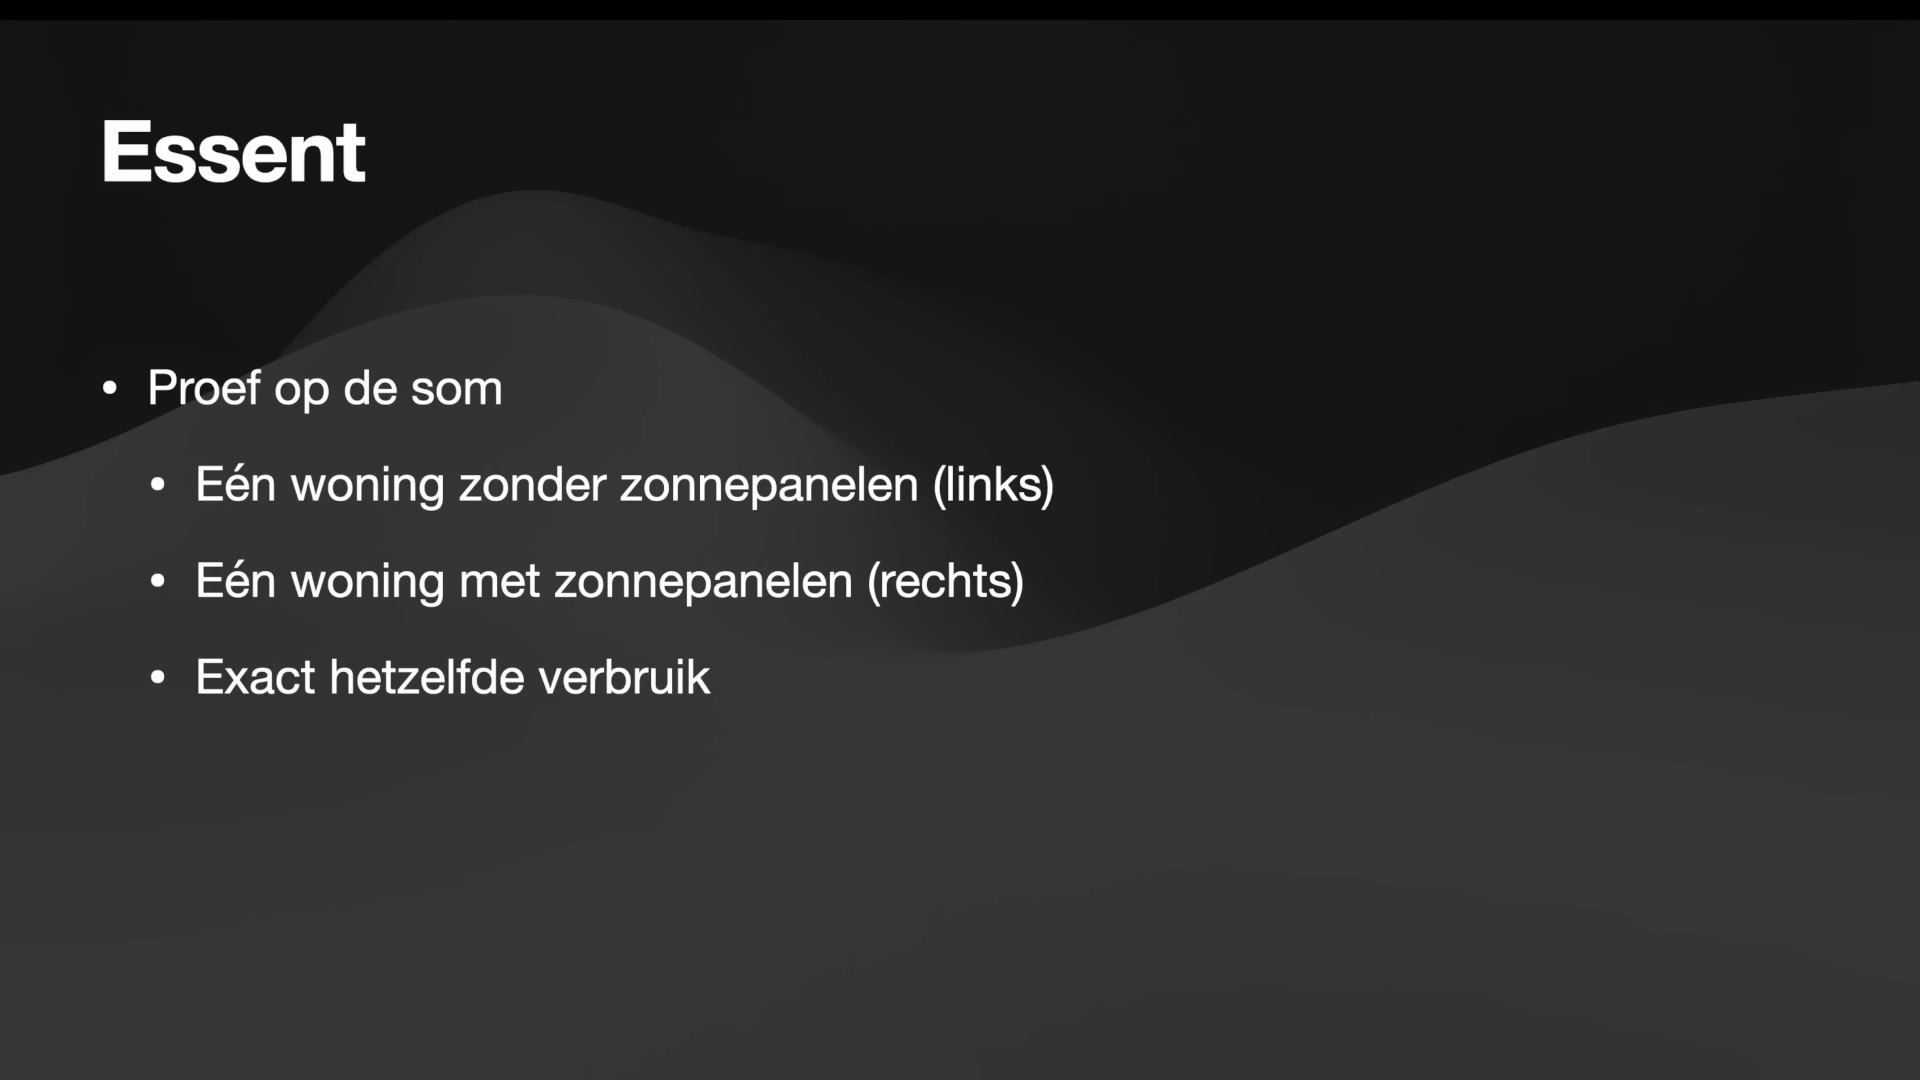 Essent
• Proef op de som
• Eén woning zonder zonnepanelen (links)
• Eén woning met zonnepanelen (rechts)
• Exact hetzelfde verbruik